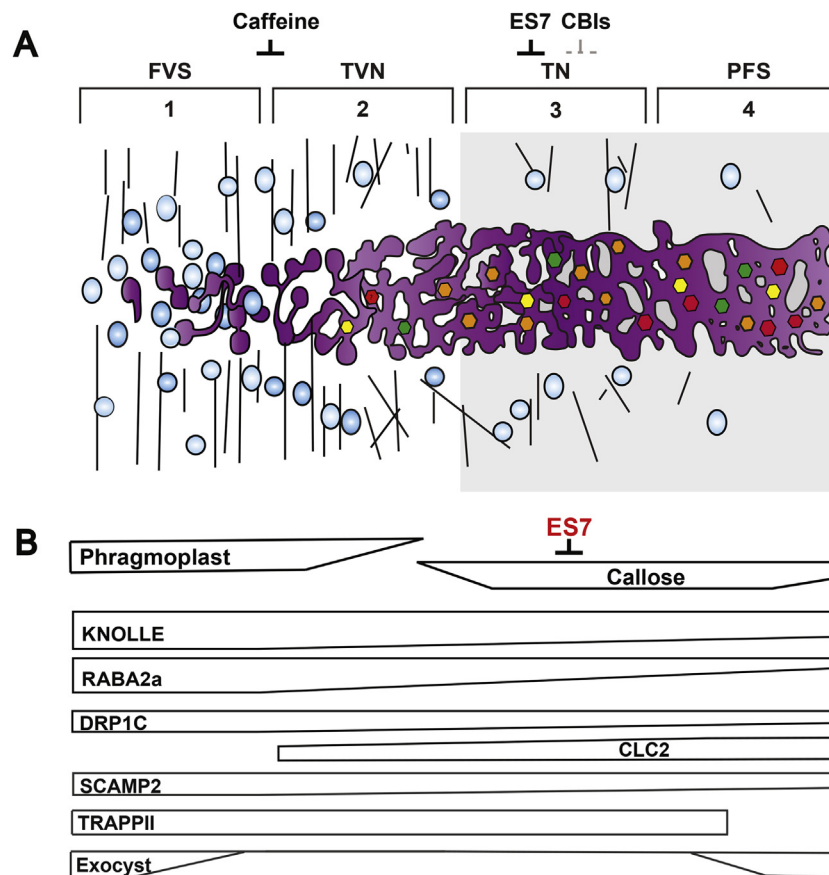 Caffeine ES7 CBIs
A
FVS TVN TN PFS
1 2 3 4
B
ES7
Phragmoplast
Callose
KNOLLE
RABA2a
DRP1C
CLC2
SCAMP2
TRAPPII
Exocyst